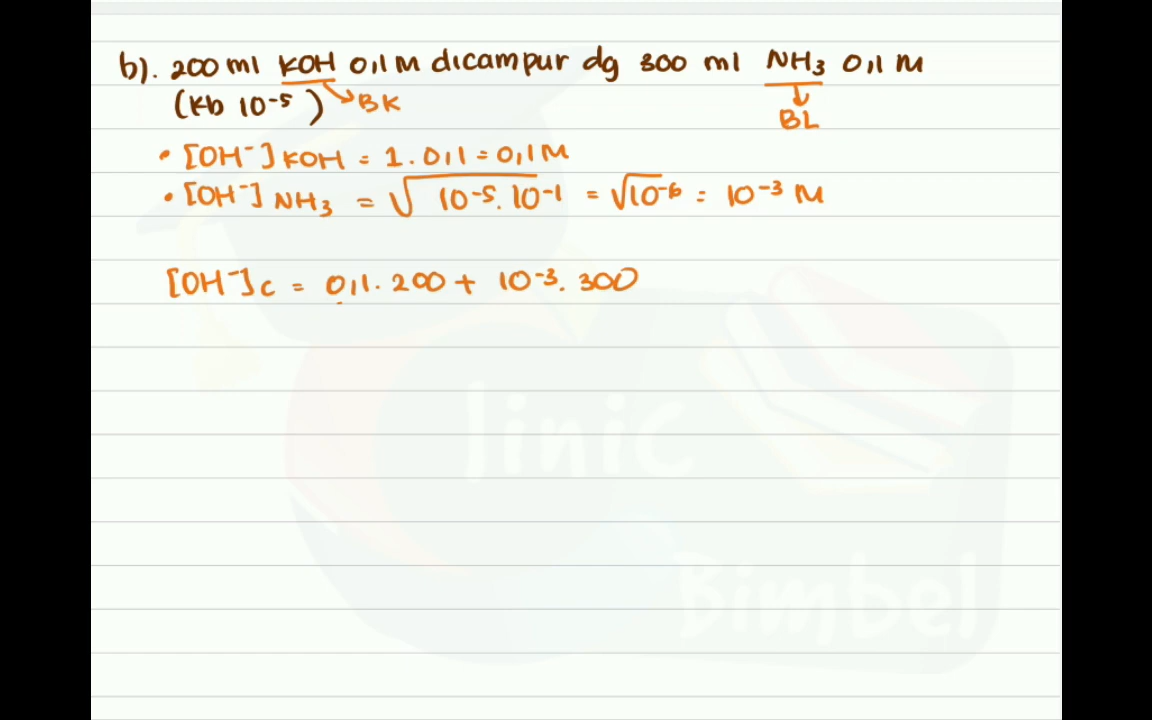 b). 200 ml KOH 0,1 M dicampur dg 300 ml NH₃ 0,1 M
(Kb 10⁻⁵) → BK
↓
BL
• [OH⁻] KOH = 1 . 0,1 = 0,1 M
• [OH⁻] NH₃ = √10⁻⁵. 10⁻¹ = √10⁻⁶ = 10⁻³ M
[OH⁻]c = 0,1. 200 + 10⁻³. 300
Jinic
Bimbel